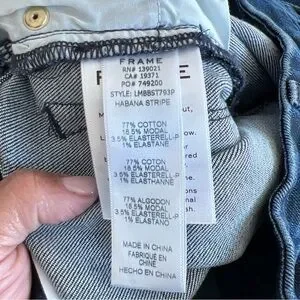 FRAME
RN# 139021
CA# 19371
PO# 749200
STYLE: LMBBST793P
HABANA STRIPE
77% COTTON
18.5% MODAL
3.5% ELASTERELL-P
1% ELASTANE
77% COTON
18.5% MODAL
3.5% ELASTERELL-P
1% ELASTHANNE
77% ALGODON
18.5% MODAL
3.5% ELASTERELL-P
1% ELASTANO
MADE IN CHINA
FABRIQUÉ EN
CHINE
HECHO EN CHINA